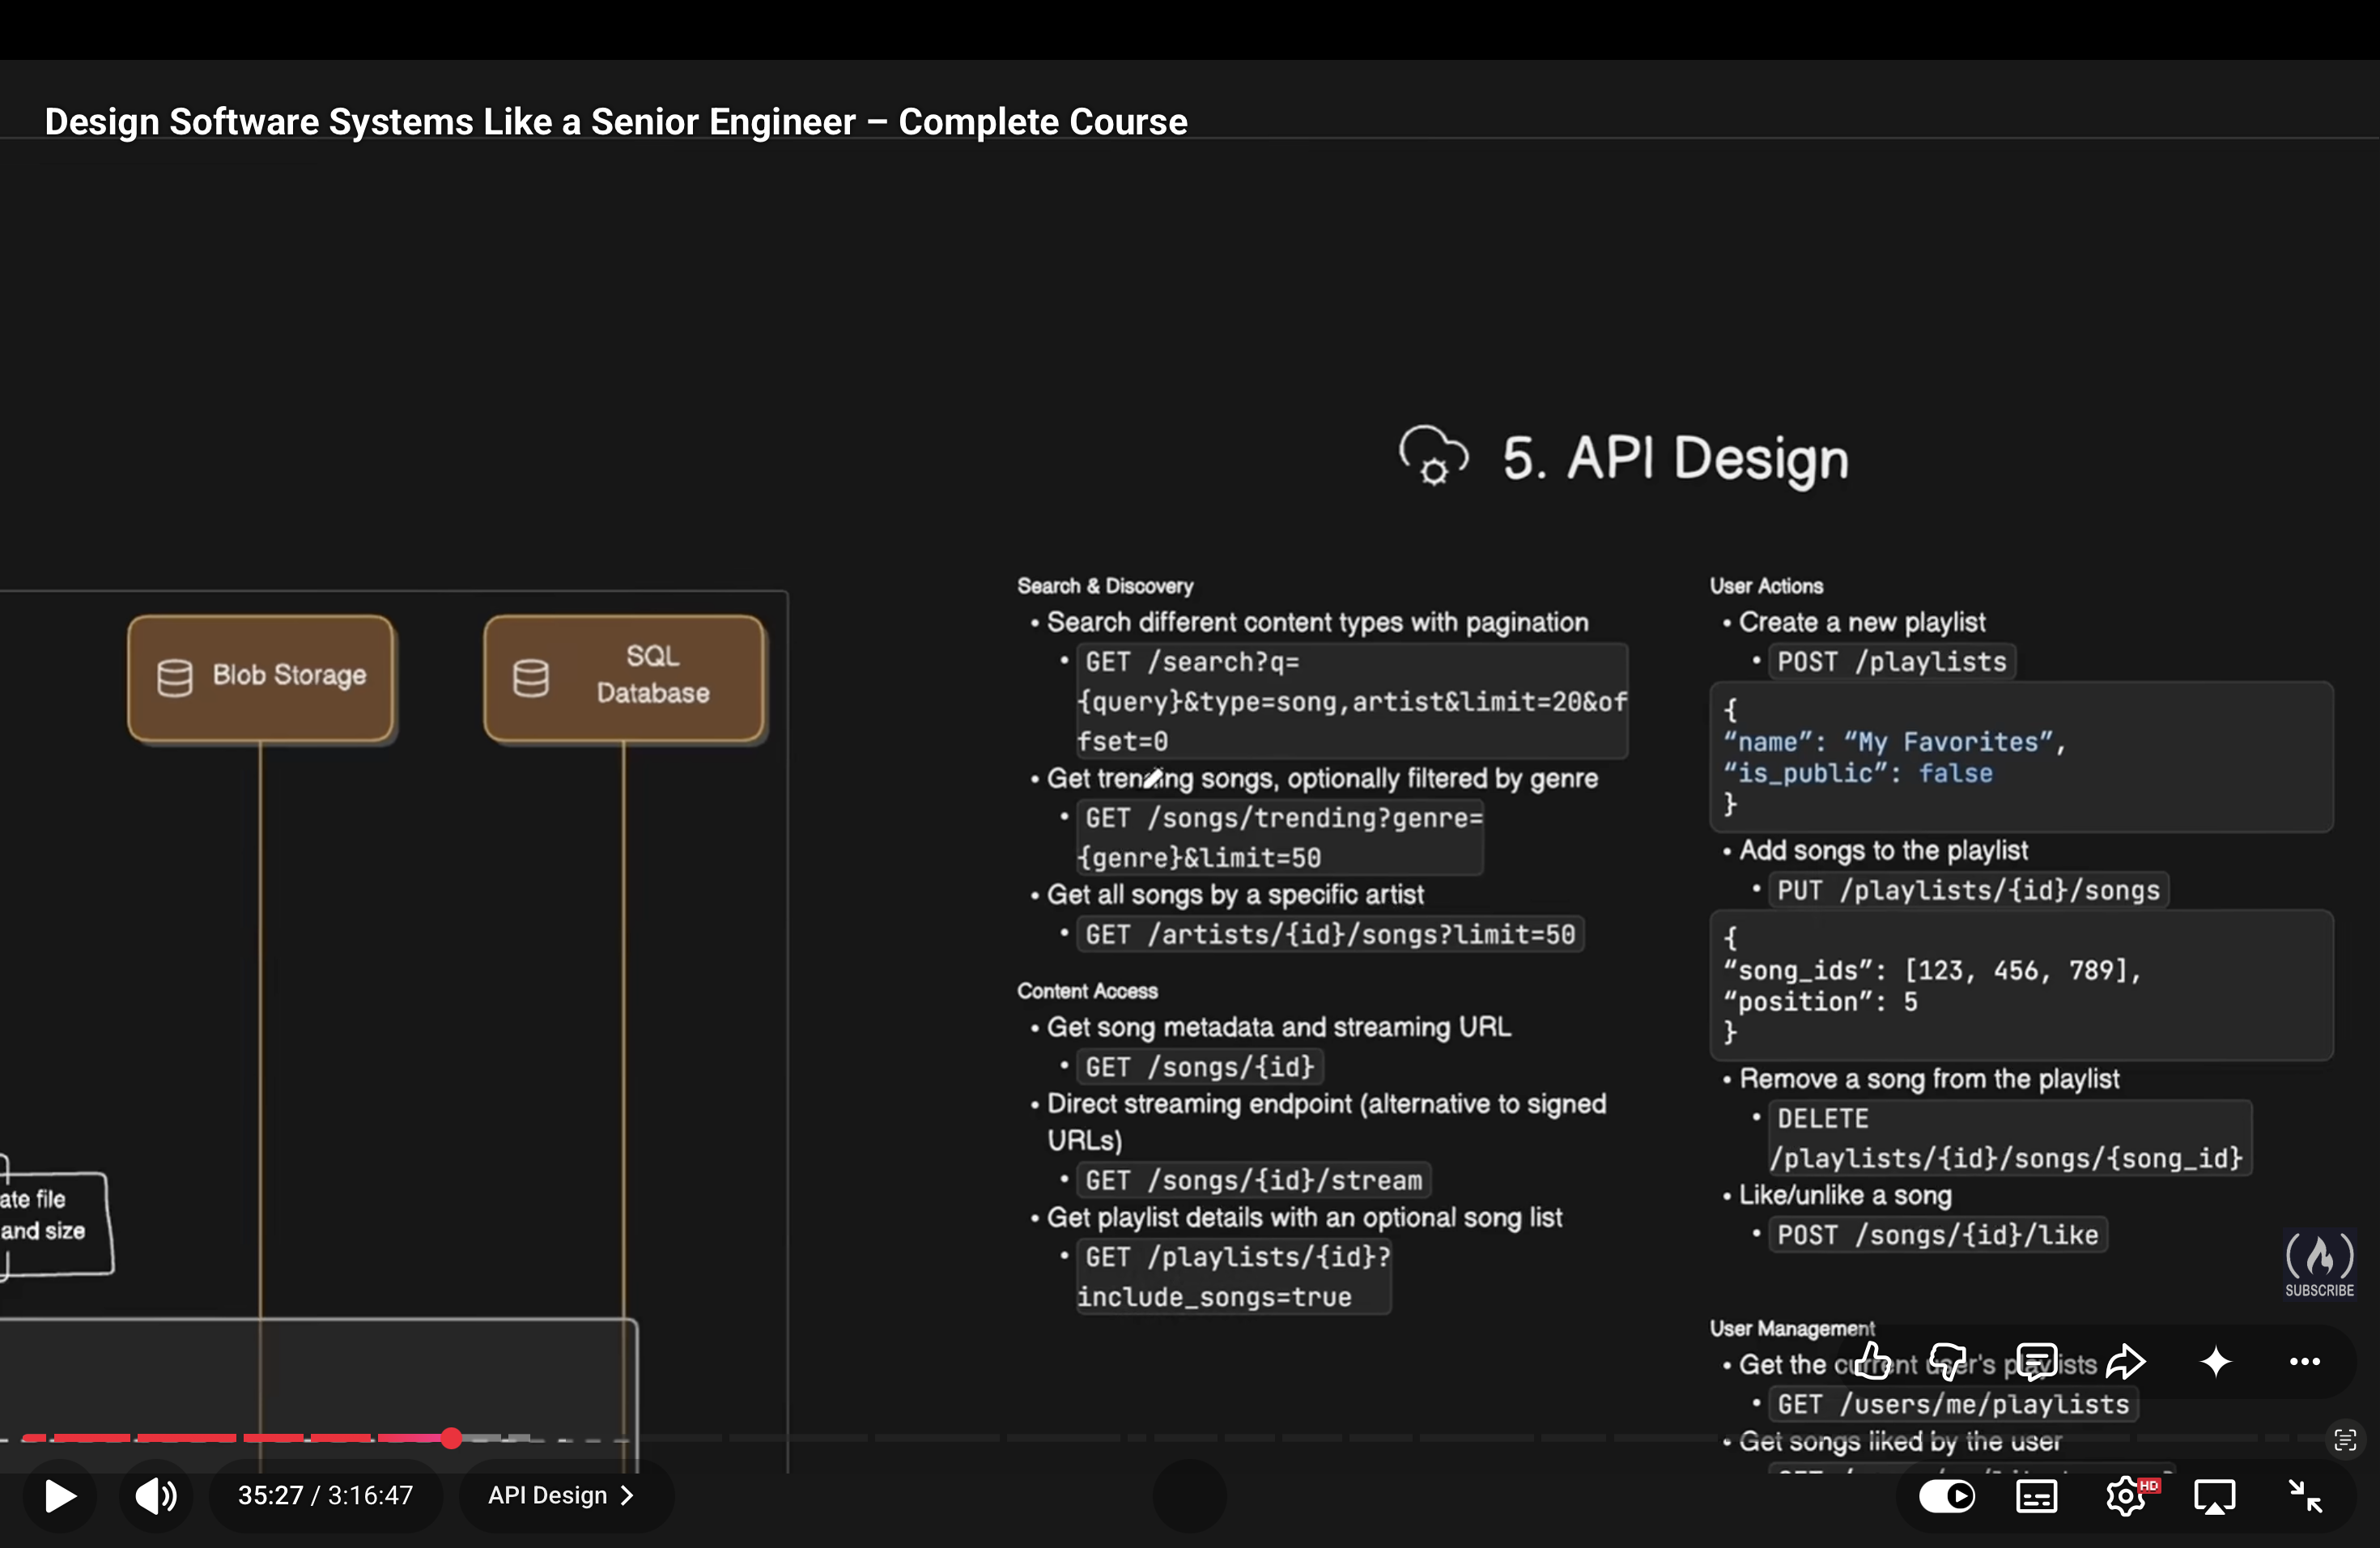 Design Software Systems Like a Senior Engineer – Complete Course
5. API Design
Blob Storage
SQL
Database
ate file
and size
Search & Discovery
• Search different content types with pagination
• GET /search?q=
{query}&type=song,artist&limit=20&of
fset=0
• Get trending songs, optionally filtered by genre
• GET /songs/trending?genre=
{genre}&limit=50
• Get all songs by a specific artist
• GET /artists/{id}/songs?limit=50
Content Access
• Get song metadata and streaming URL
• GET /songs/{id}
• Direct streaming endpoint (alternative to signed
URLs)
• GET /songs/{id}/stream
• Get playlist details with an optional song list
• GET /playlists/{id}?
include_songs=true
User Actions
• Create a new playlist
• POST /playlists
{
“name”: “My Favorites”,
“is_public”: false
}
• Add songs to the playlist
• PUT /playlists/{id}/songs
{
“song_ids”: [123, 456, 789],
“position”: 5
}
• Remove a song from the playlist
• DELETE
/playlists/{id}/songs/{song_id}
• Like/unlike a song
• POST /songs/{id}/like
User Management
• Get the current user's playlists
• GET /users/me/playlists
• Get songs liked by the user
SUBSCRIBE
35:27 / 3:16:47
API Design
HD